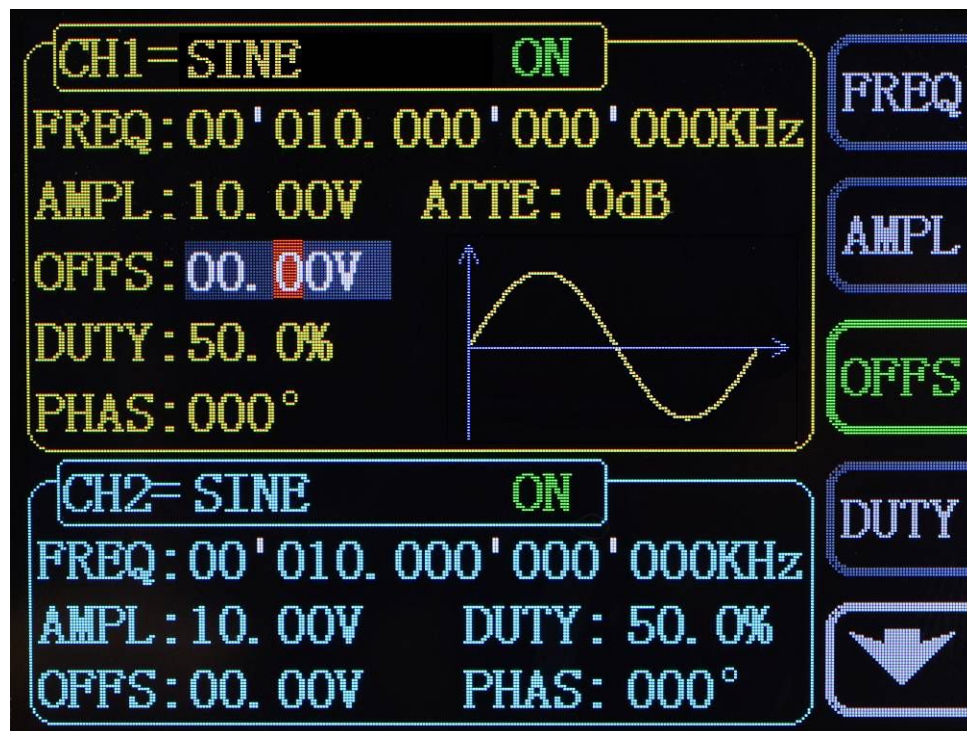 CH1=SINE ON
FREQ:00'010.000'000'000KHz
AMPL:10.00V ATTE: 0dB
OFFS:00.00V
DUTY:50.0%
PHAS:000°
CH2=SINE ON
FREQ:00'010.000'000'000KHz
AMPL:10.00V DUTY:50.0%
OFFS:00.00V PHAS:000°
FREQ
AMPL
OFFS
DUTY